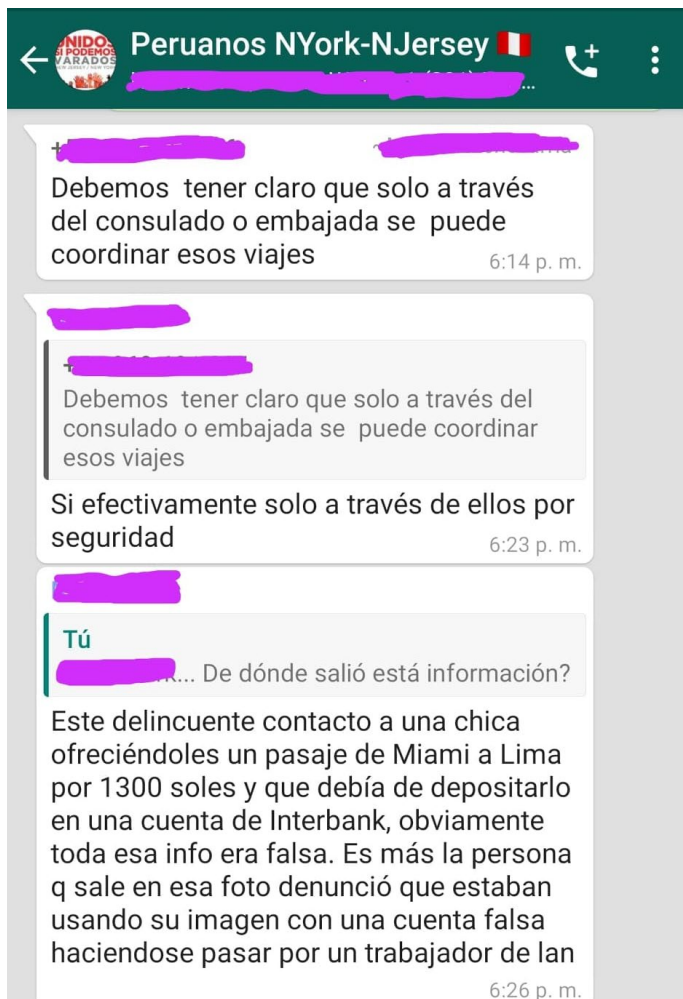 UNIDOS
SI PODEMOS
VARADOS
Peruanos NYork-NJersey
...
Debemos tener claro que solo a través
del consulado o embajada se puede
coordinar esos viajes
6:14 p. m.
Debemos tener claro que solo a través del
consulado o embajada se puede coordinar
esos viajes
Si efectivamente solo a través de ellos por
seguridad
6:23 p. m.
Tú
... De dónde salió está información?
Este delincuente contacto a una chica
ofreciéndoles un pasaje de Miami a Lima
por 1300 soles y que debía de depositarlo
en una cuenta de Interbank, obviamente
toda esa info era falsa. Es más la persona
q sale en esa foto denunció que estaban
usando su imagen con una cuenta falsa
haciendose pasar por un trabajador de lan
6:26 p. m.